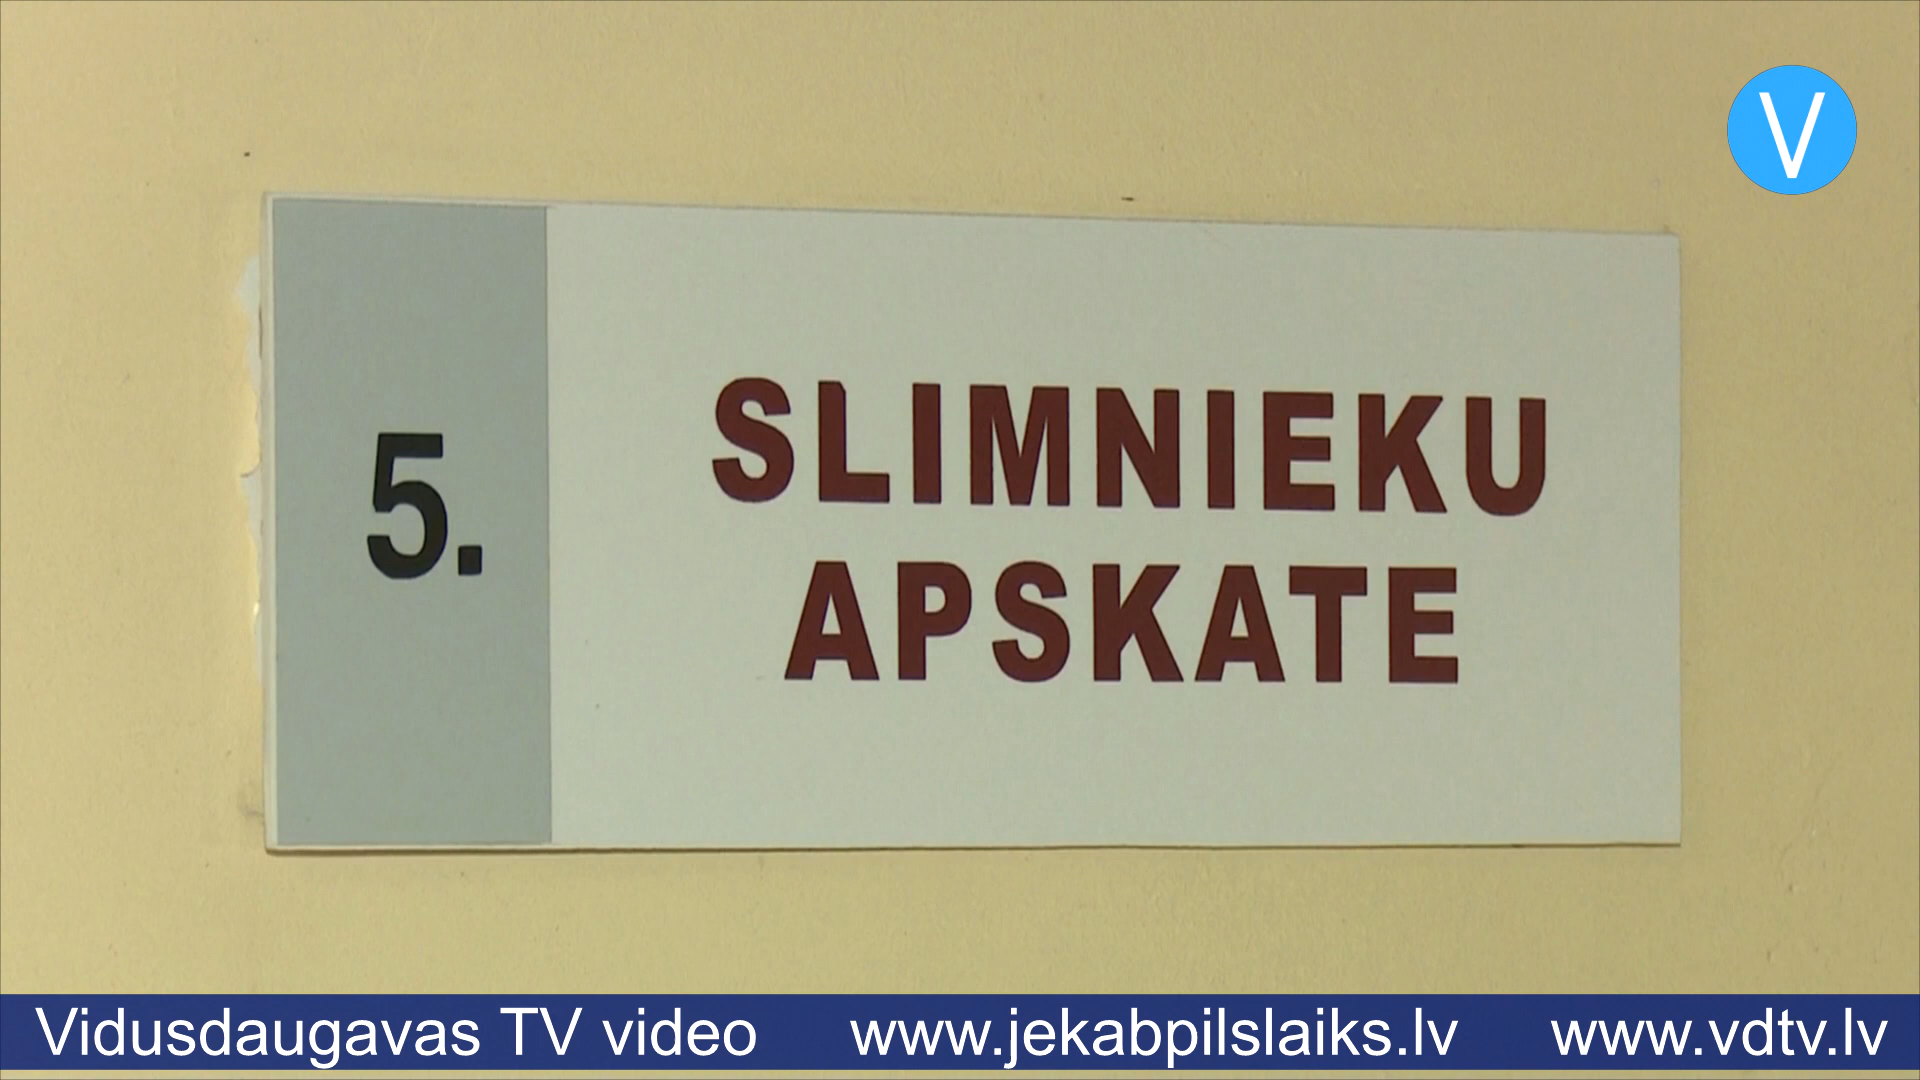 V
5.
SLIMNIEKU
APSKATE
Vidusdaugavas TV video www.jekabpilslaiks.lv www.vdtv.lv